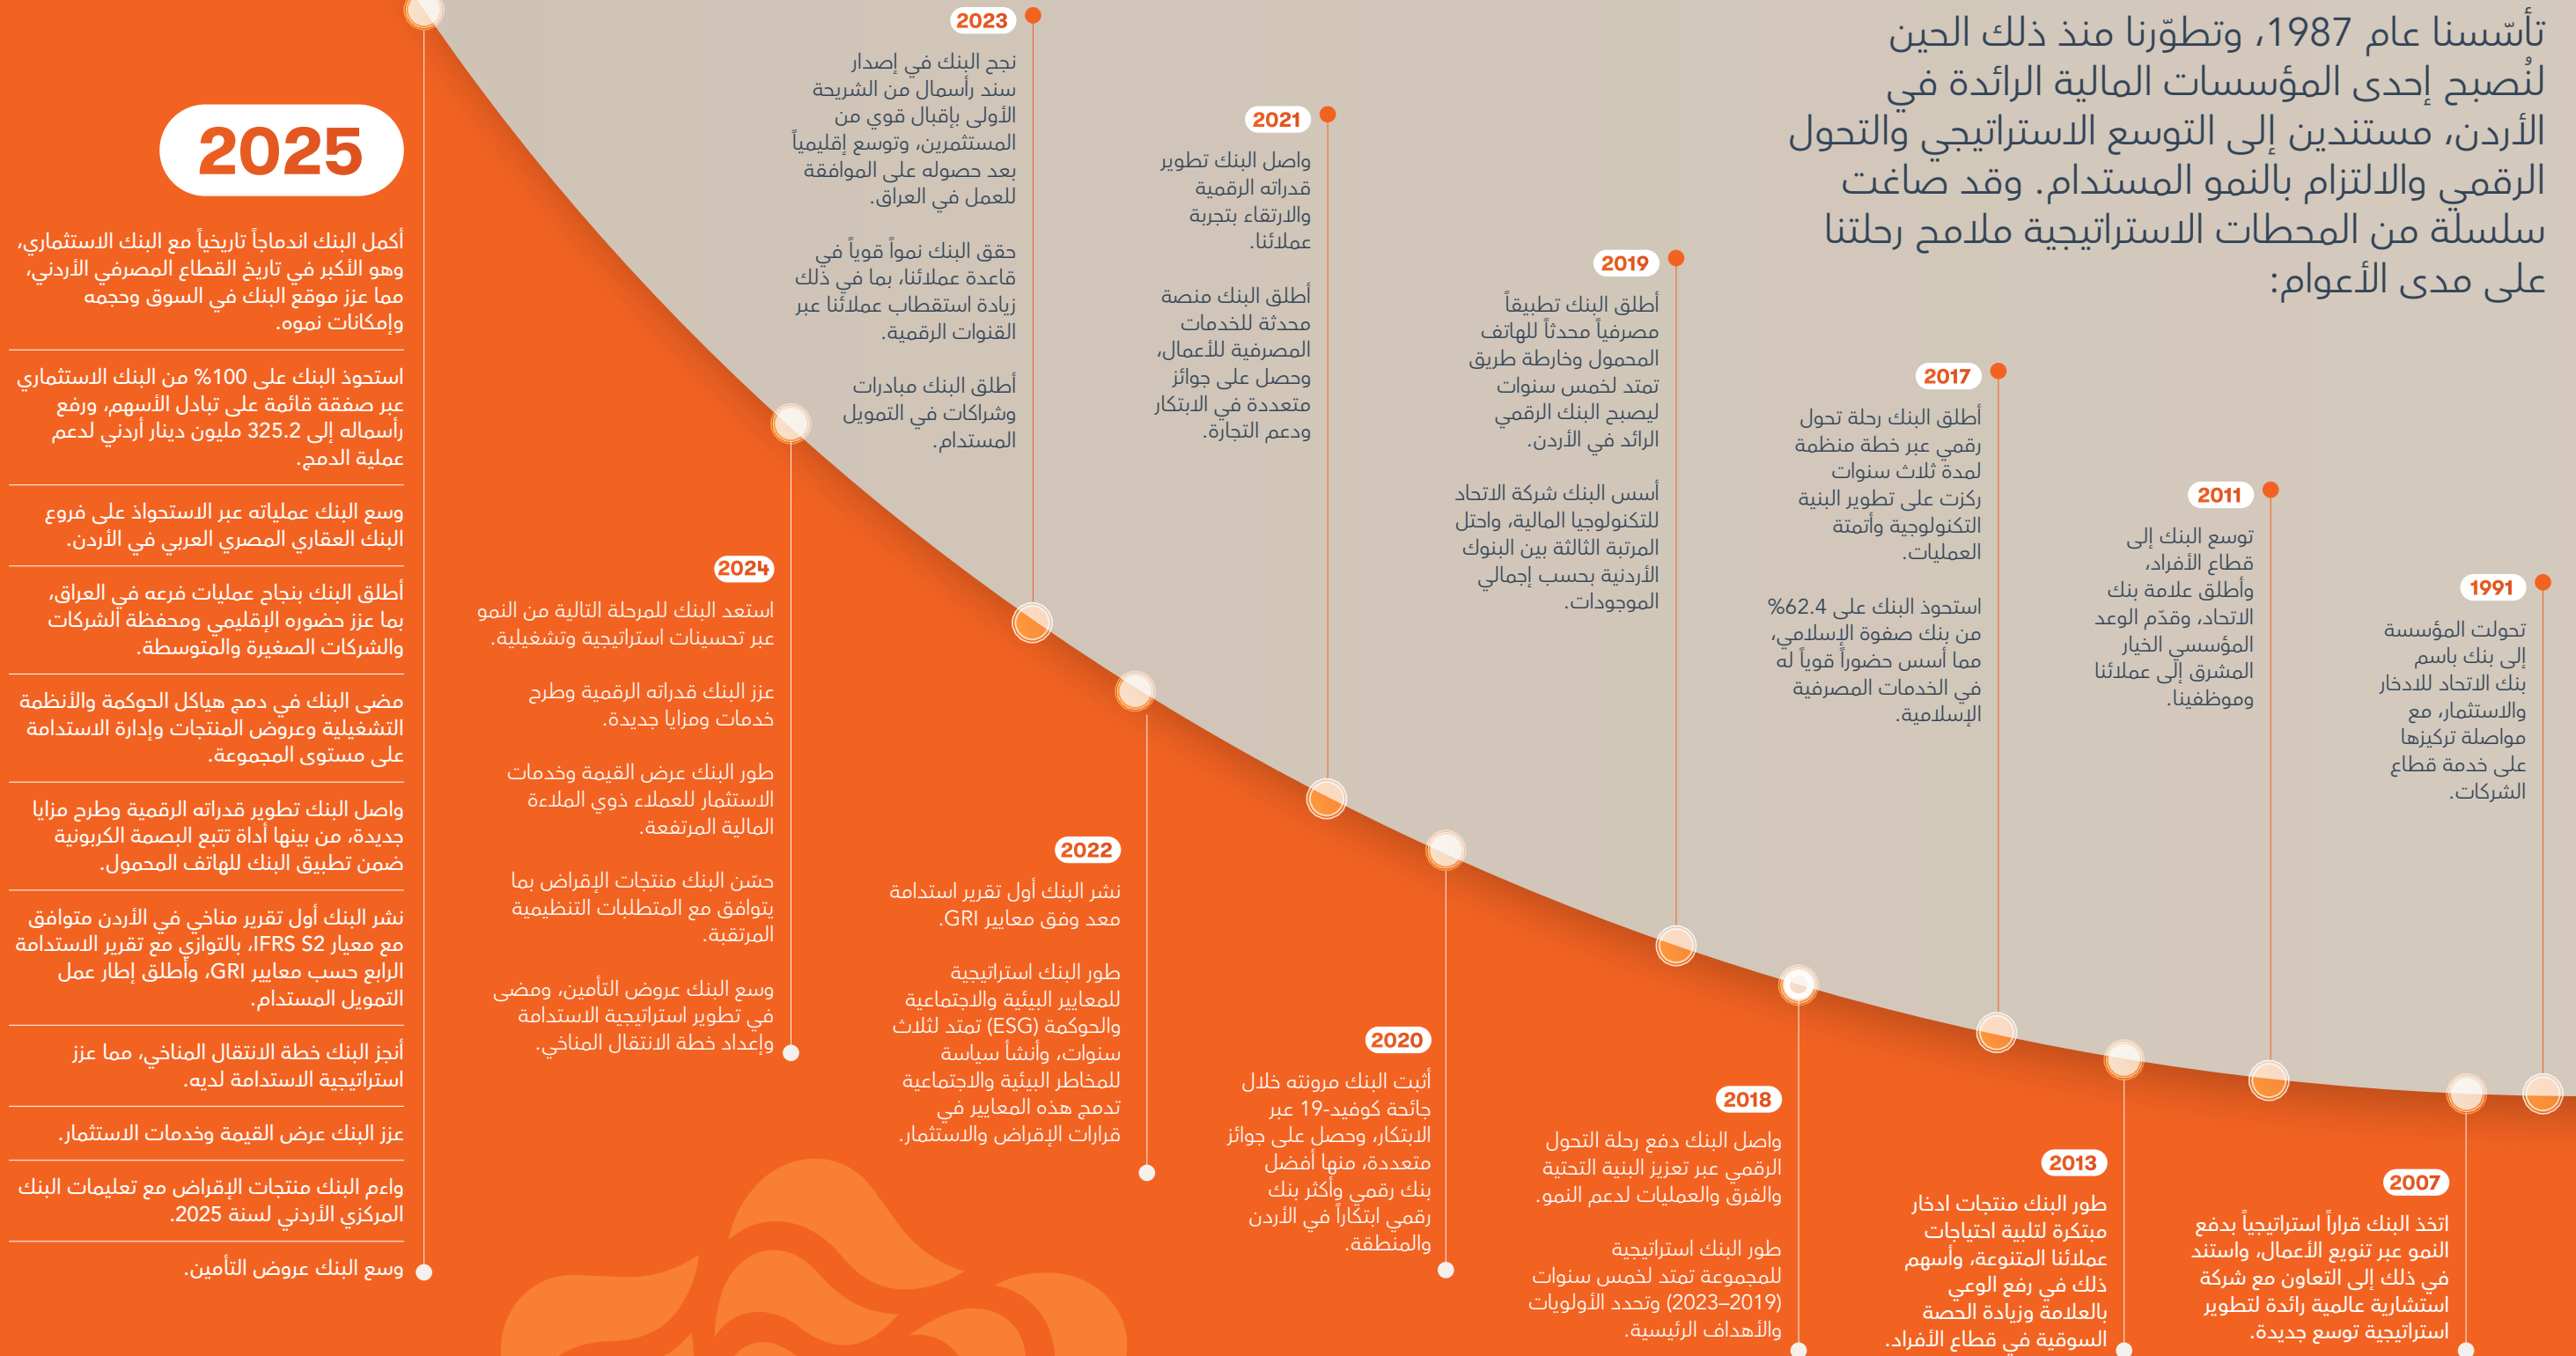 تأسّسنا عام 1987، وتطوّرنا منذ ذلك الحين
لنُصبح إحدى المؤسسات المالية الرائدة في
الأردن، مستندين إلى التوسع الاستراتيجي والتحول
الرقمي والالتزام بالنمو المستدام. وقد صاغت
سلسلة من المحطات الاستراتيجية ملامح رحلتنا
على مدى الأعوام:
1991
تحولت المؤسسة
إلى بنك باسم
بنك الاتحاد للادخار
والاستثمار، مع
مواصلة تركيزها
على خدمة قطاع
الشركات.
2007
اتخذ البنك قراراً استراتيجياً بدفع
النمو عبر تنويع الأعمال، واستند
في ذلك إلى التعاون مع شركة
استشارية عالمية رائدة لتطوير
استراتيجية توسع جديدة.
2011
توسع البنك إلى
قطاع الأفراد،
وأطلق علامة بنك
الاتحاد، وقدّم الوعد
المؤسسي الخيار
المشرق إلى عملائنا
وموظفينا.
2013
طور البنك منتجات ادخار
مبتكرة لتلبية احتياجات
عملائنا المتنوعة، وأسهم
ذلك في رفع الوعي
بالعلامة وزيادة الحصة
السوقية في قطاع الأفراد.
2017
أطلق البنك رحلة تحول
رقمي عبر خطة منظمة
لمدة ثلاث سنوات
ركزت على تطوير البنية
التكنولوجية وأتمتة
العمليات.
استحوذ البنك على 62.4%
من بنك صفوة الإسلامي،
مما أسس حضوراً قوياً له
في الخدمات المصرفية
الإسلامية.
2018
واصل البنك دفع رحلة التحول
الرقمي عبر تعزيز البنية التحتية
والفرق والعمليات لدعم النمو.
طور البنك استراتيجية
للمجموعة تمتد لخمس سنوات
(2019–2023) وتحدد الأولويات
والأهداف الرئيسية.
2019
أطلق البنك تطبيقاً
مصرفياً محدثاً للهاتف
المحمول وخارطة طريق
تمتد لخمس سنوات
ليصبح البنك الرقمي
الرائد في الأردن.
أسس البنك شركة الاتحاد
للتكنولوجيا المالية، واحتل
المرتبة الثالثة بين البنوك
الأردنية بحسب إجمالي
الموجودات.
2020
أثبت البنك مرونته خلال
جائحة كوفيد-19 عبر
الابتكار، وحصل على جوائز
متعددة، منها أفضل
بنك رقمي وأكثر بنك
رقمي ابتكاراً في الأردن
والمنطقة.
2021
واصل البنك تطوير
قدراته الرقمية
والارتقاء بتجربة
عملائنا.
أطلق البنك منصة
محدثة للخدمات
المصرفية للأعمال،
وحصل على جوائز
متعددة في الابتكار
ودعم التجارة.
2022
نشر البنك أول تقرير استدامة
معد وفق معايير GRI.
طور البنك استراتيجية
للمعايير البيئية والاجتماعية
والحوكمة (ESG) تمتد لثلاث
سنوات، وأنشأ سياسة
للمخاطر البيئية والاجتماعية
تدمج هذه المعايير في
قرارات الإقراض والاستثمار.
2023
نجح البنك في إصدار
سند رأسمال من الشريحة
الأولى بإقبال قوي من
المستثمرين، وتوسع إقليمياً
بعد حصوله على الموافقة
للعمل في العراق.
حقق البنك نمواً قوياً في
قاعدة عملائنا، بما في ذلك
زيادة استقطاب عملائنا عبر
القنوات الرقمية.
أطلق البنك مبادرات
وشراكات في التمويل
المستدام.
2024
استعد البنك للمرحلة التالية من النمو
عبر تحسينات استراتيجية وتشغيلية.
عزز البنك قدراته الرقمية وطرح
خدمات ومزايا جديدة.
طور البنك عرض القيمة وخدمات
الاستثمار للعملاء ذوي الملاءة
المالية المرتفعة.
حسّن البنك منتجات الإقراض بما
يتوافق مع المتطلبات التنظيمية
المرتقبة.
وسع البنك عروض التأمين، ومضى
في تطوير استراتيجية الاستدامة
وإعداد خطة الانتقال المناخي.
2025
أكمل البنك اندماجاً تاريخياً مع البنك الاستثماري،
وهو الأكبر في تاريخ القطاع المصرفي الأردني،
مما عزز موقع البنك في السوق وحجمه
وإمكانات نموه.
استحوذ البنك على 100% من البنك الاستثماري
عبر صفقة قائمة على تبادل الأسهم، ورفع
رأسماله إلى 325.2 مليون دينار أردني لدعم
عملية الدمج.
وسع البنك عملياته عبر الاستحواذ على فروع
البنك العقاري المصري العربي في الأردن.
أطلق البنك بنجاح عمليات فرعه في العراق،
بما عزز حضوره الإقليمي ومحفظة الشركات
والشركات الصغيرة والمتوسطة.
مضى البنك في دمج هياكل الحوكمة والأنظمة
التشغيلية وعروض المنتجات وإدارة الاستدامة
على مستوى المجموعة.
واصل البنك تطوير قدراته الرقمية وطرح مزايا
جديدة، من بينها أداة تتبع البصمة الكربونية
ضمن تطبيق البنك للهاتف المحمول.
نشر البنك أول تقرير مناخي في الأردن متوافق
مع معيار IFRS S2، بالتوازي مع تقرير الاستدامة
الرابع حسب معايير GRI، وأطلق إطار عمل
التمويل المستدام.
أنجز البنك خطة الانتقال المناخي، مما عزز
استراتيجية الاستدامة لديه.
عزز البنك عرض القيمة وخدمات الاستثمار.
واءم البنك منتجات الإقراض مع تعليمات البنك
المركزي الأردني لسنة 2025.
وسع البنك عروض التأمين.